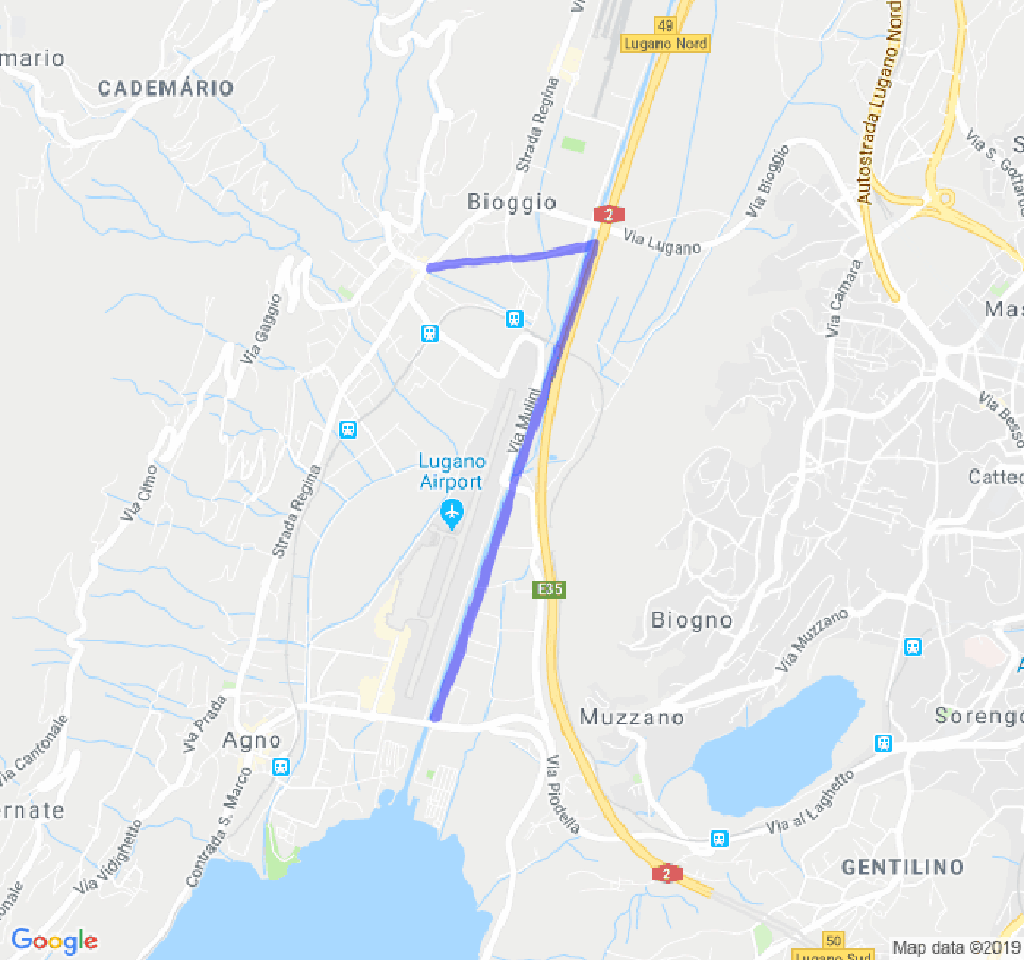 49
Lugano Nord
mario
CADEMÁRIO
Strada Regina
Autostrada Lugano Nord
Via S. Gottardo
Via Bioggio
Bioggio
2
Via Lugano
Via Camara
Via Gaggio
Mas
Via Mulini
Via Besso
Lugano
Airport
Via Cimo
Strada Regina
Catted
E35
Biogno
Via Muzzano
Muzzano
Sorengo
Via Prada
Agno
Via Cantonale
Via Piodella
Contrada S. Marco
Via al Laghetto
ernate
Via Vidighetto
GENTILINO
2
50
Lugano Sud
Google
Map data ©2019